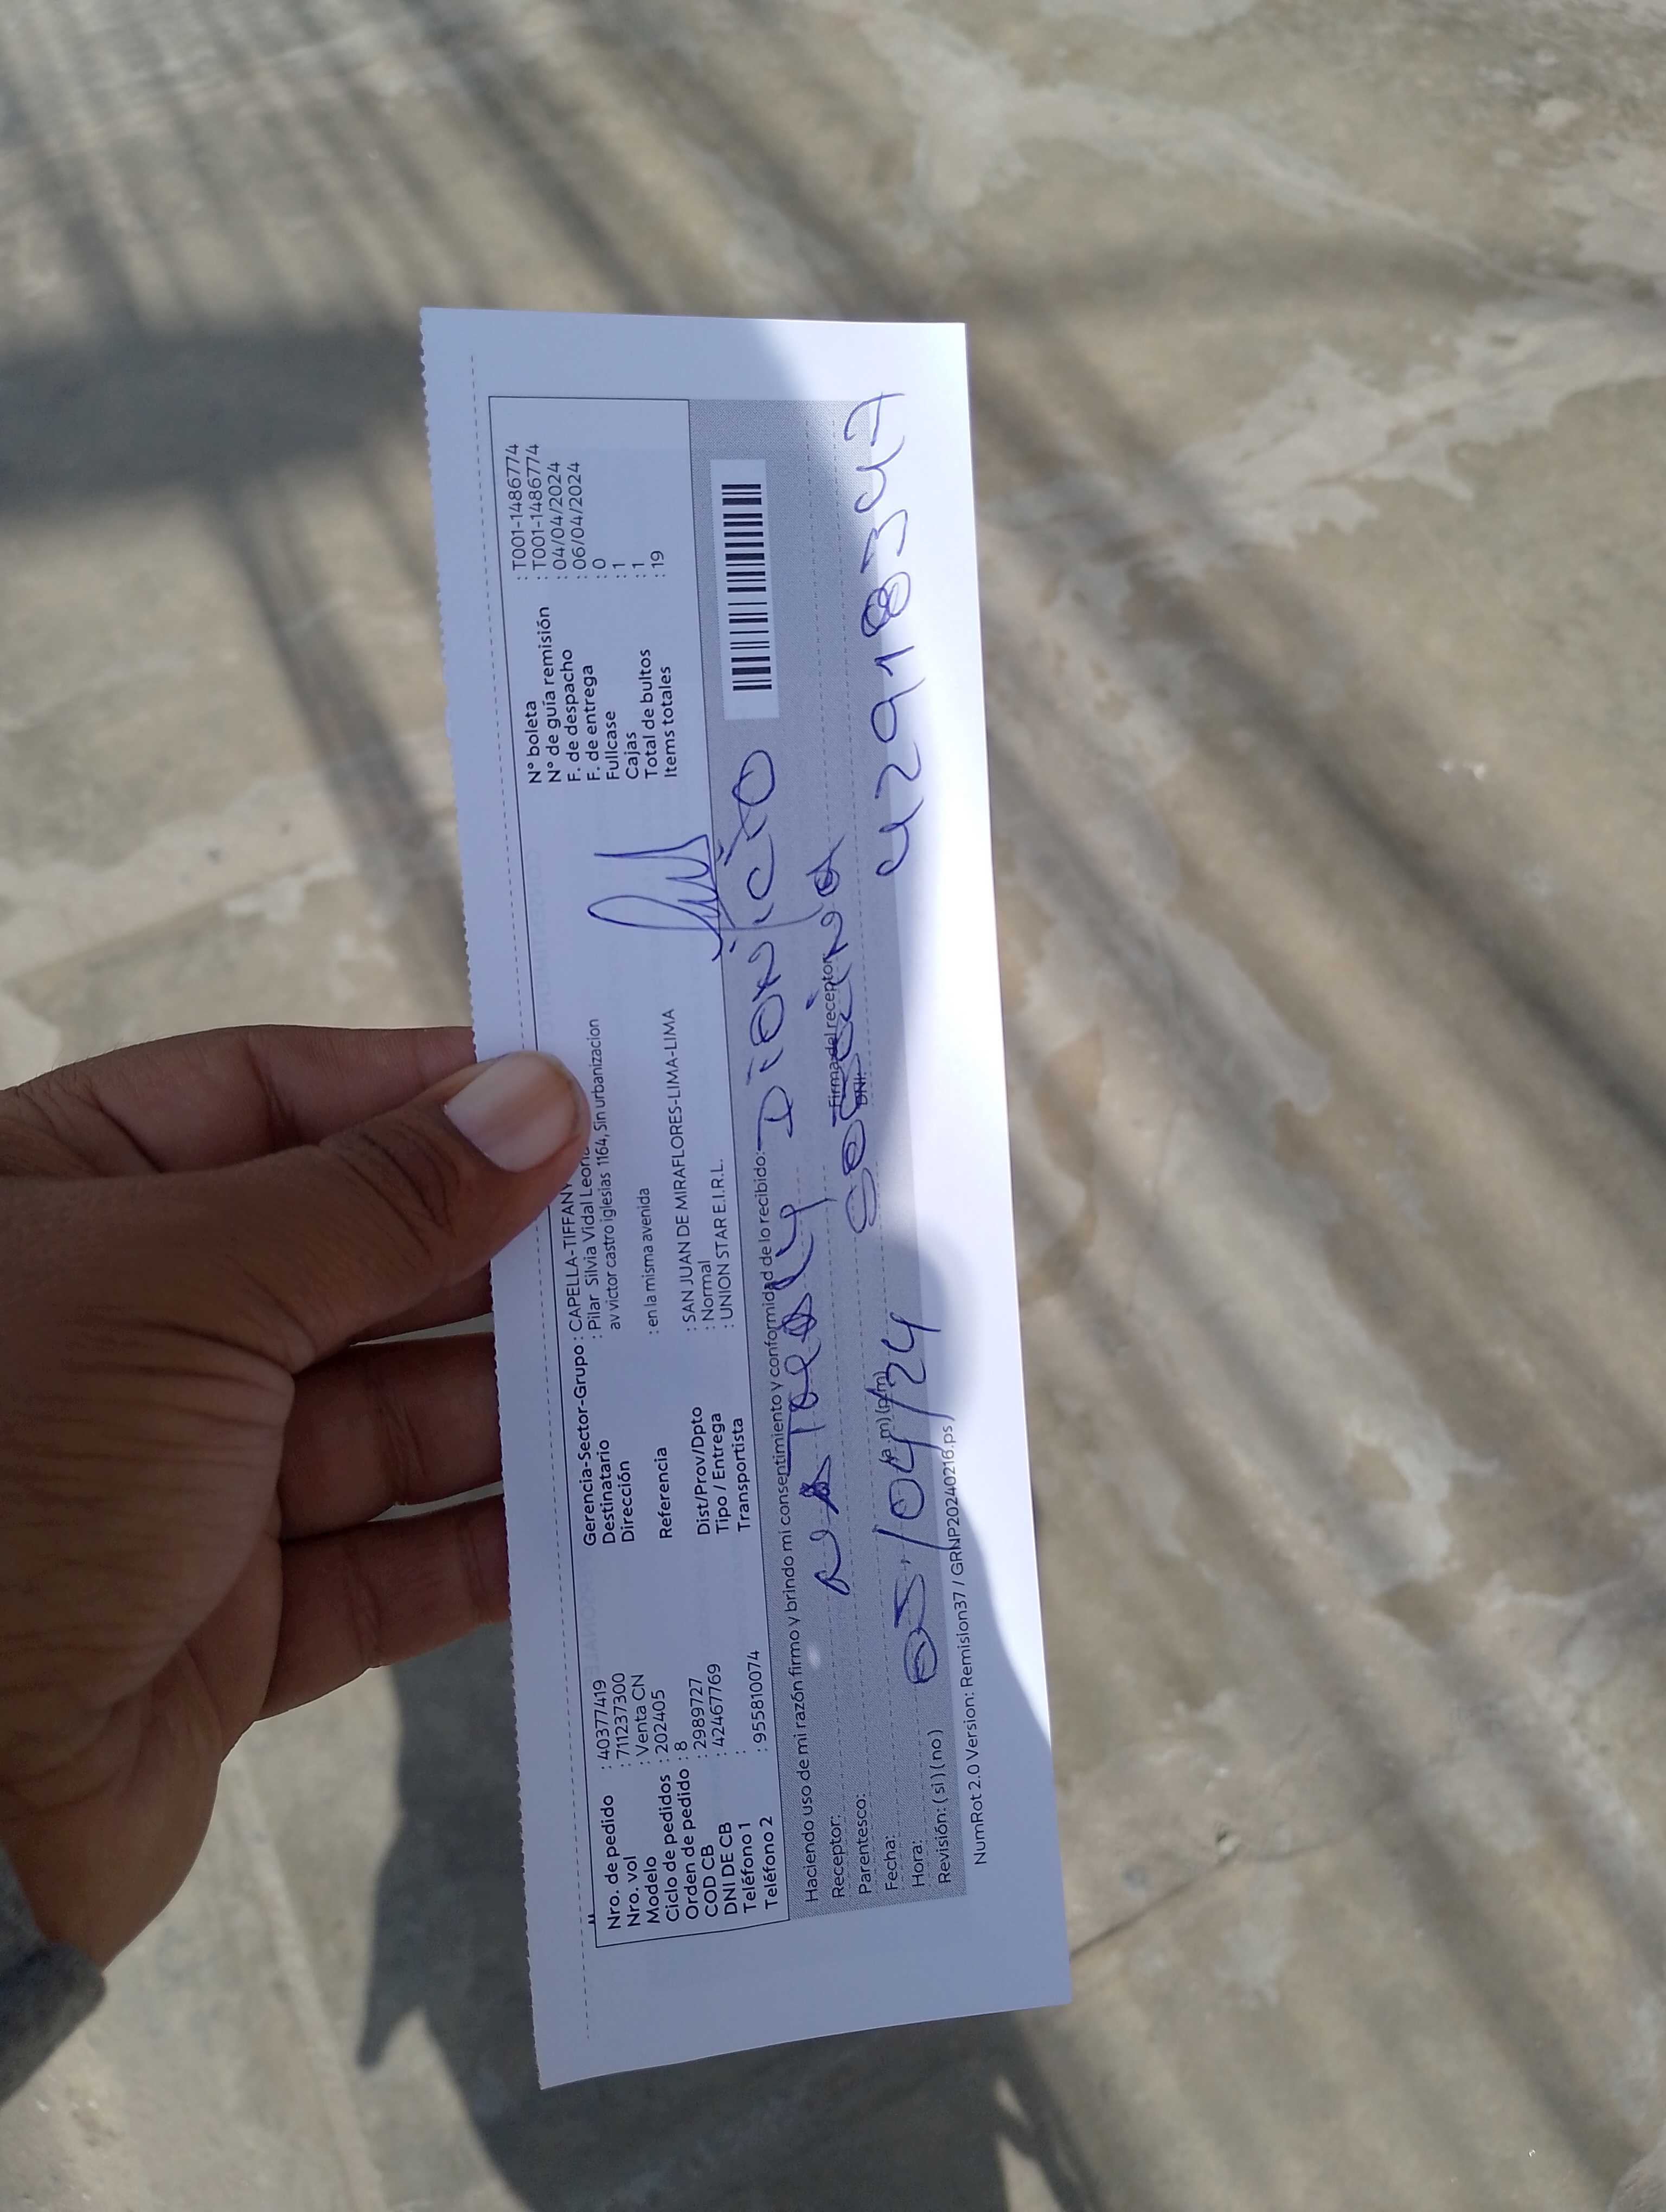 Nro. de pedido : 40377419
Nro. vol : 711237300
Modelo : Venta CN
Ciclo de pedidos : 202405
Orden de pedido : 8
COD CB : 2989727
DNI DE CB : 42467769
Teléfono 1 :
Teléfono 2 : 955810074
Gerencia-Sector-Grupo : CAPELLA-TIFFANY
Destinatario : Pilar Silvia Vidal
Dirección av victor castro iglesias 1164, Sin urbanizacion
Referencia : en la misma avenida
Dist/Prov/Dpto : SAN JUAN DE MIRAFLORES-LIMA-LIMA
Tipo / Entrega : Normal
Transportista : UNION STAR E.I.R.L.
N° boleta : T001-1486774
N° de guía remisión : T001-1486774
F. de despacho : 04/04/2024
F. de entrega : 06/04/2024
Fullcase : 0
Cajas : 1
Total de bultos : 1
Items totales : 19
Haciendo uso de mi razón firmo y brindo mi consentimiento y conformidad de lo recibido:
Receptor: Dionicio
Parentesco:
Firma del receptor
DNI:
Fecha: 05/04/24
42918347
Hora: (a.m) (p.m)
Revisión: ( si ) ( no )
NumRot 2.0 Version: Remision37 / GRNP20240216.ps